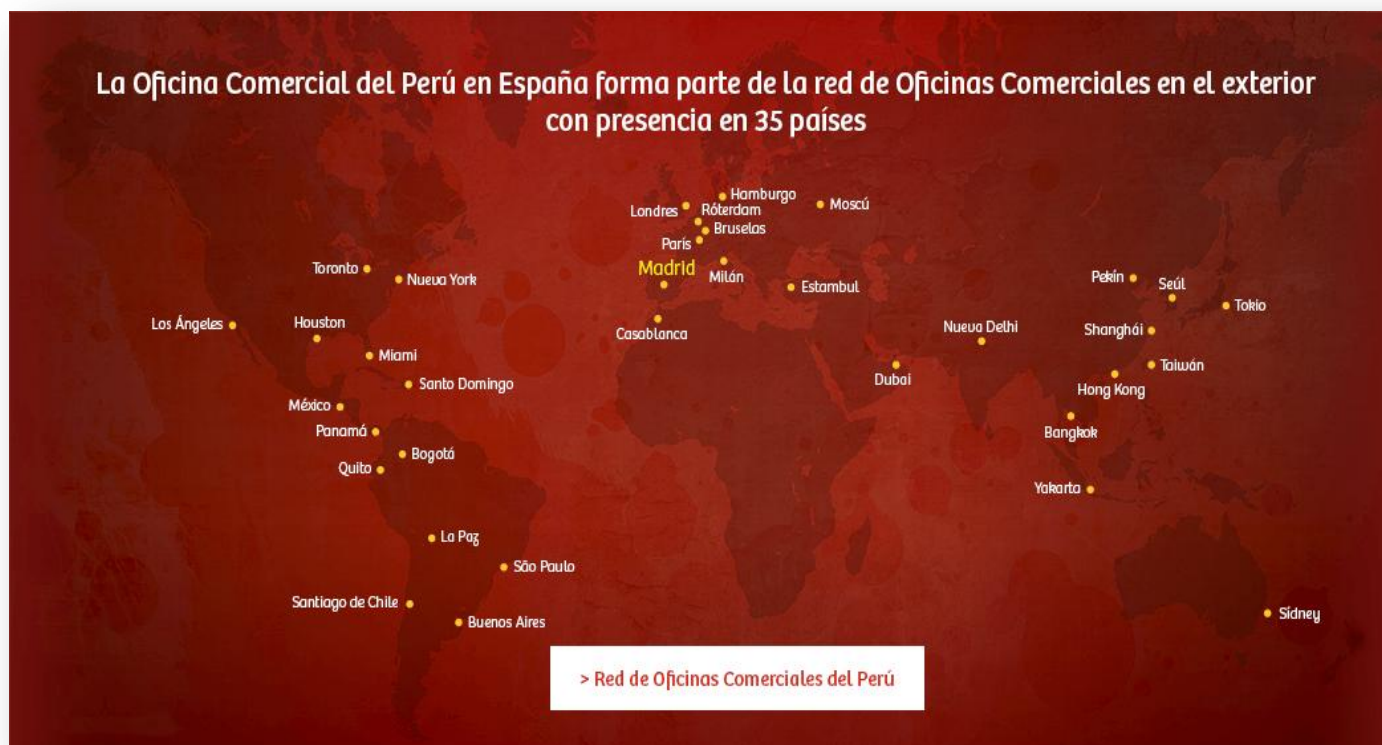 La Oficina Comercial del Perú en España forma parte de la red de Oficinas Comerciales en el exterior
con presencia en 35 países
Hamburgo
Londres
Róterdam
Moscú
Bruselas
París
Madrid
Milán
Estambul
Casablanca
Toronto
Nueva York
Los Ángeles
Houston
Miami
Santo Domingo
México
Panamá
Bogotá
Quito
La Paz
São Paulo
Santiago de Chile
Buenos Aires
Pekín
Seúl
Tokio
Nueva Delhi
Shanghái
Dubai
Taiwán
Hong Kong
Bangkok
Yakarta
Sídney
> Red de Oficinas Comerciales del Perú